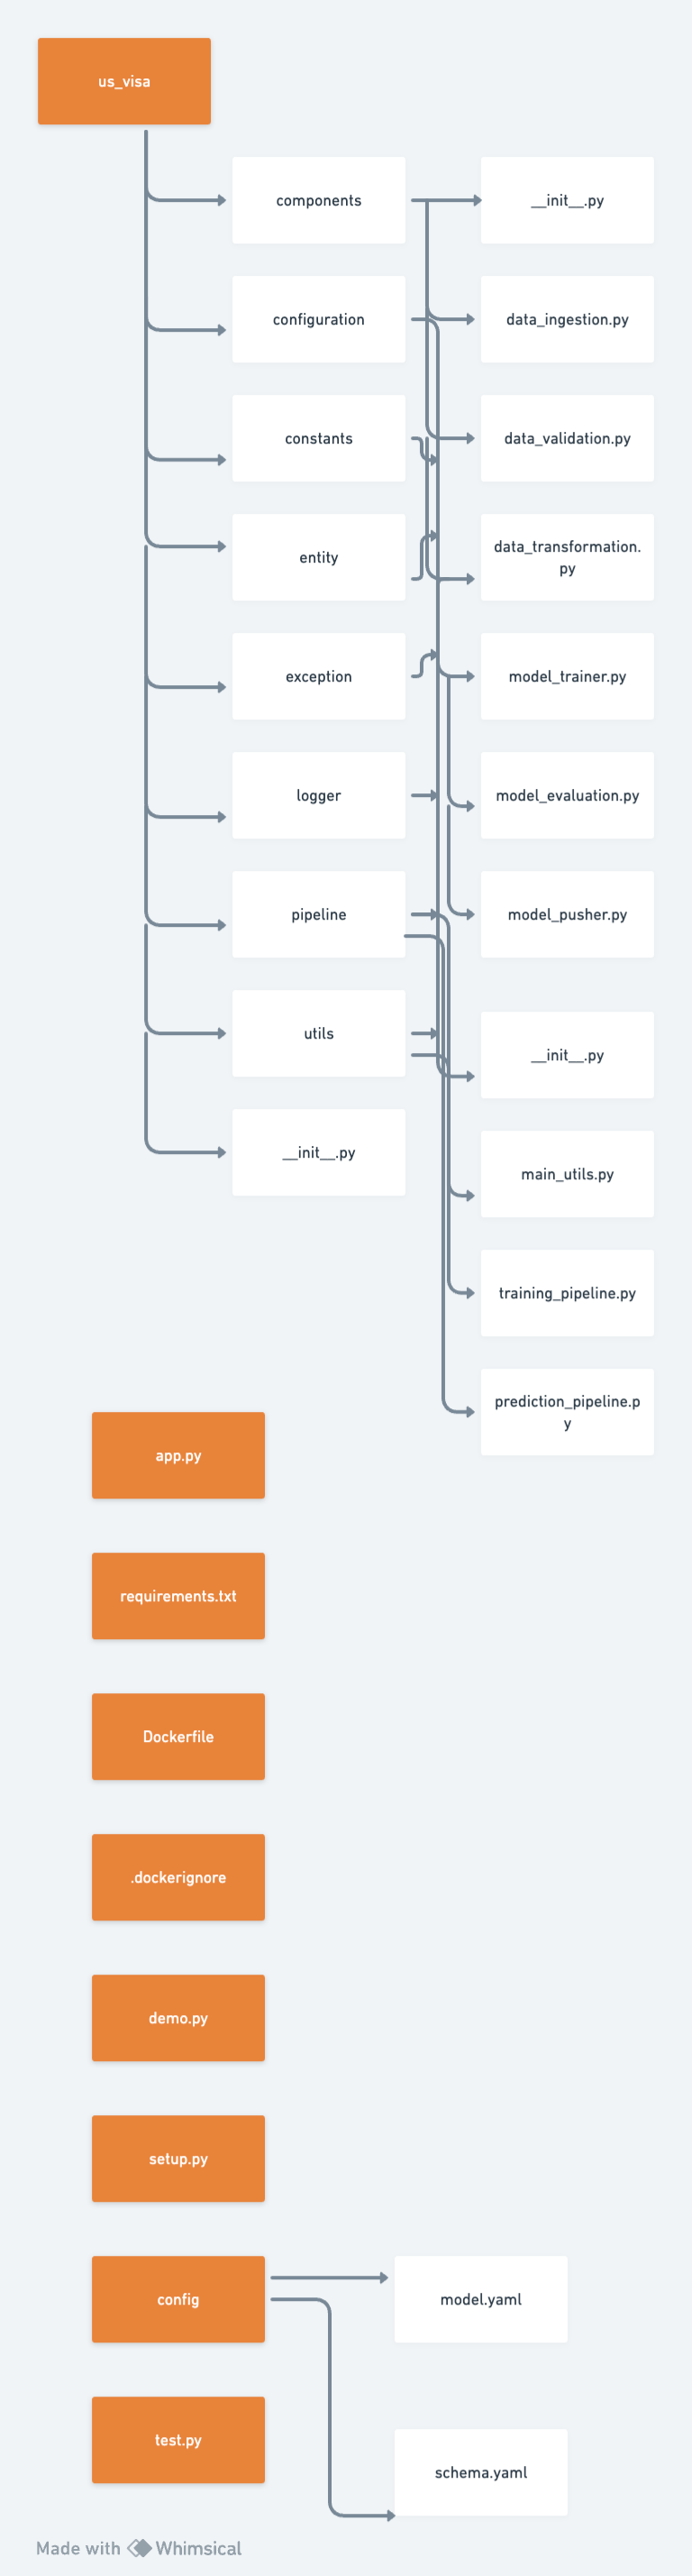 us_visa
components
__init__.py
configuration
data_ingestion.py
constants
data_validation.py
entity
data_transformation.
py
exception
model_trainer.py
logger
model_evaluation.py
pipeline
model_pusher.py
utils
__init__.py
__init__.py
main_utils.py
training_pipeline.py
prediction_pipeline.p
y
app.py
requirements.txt
Dockerfile
.dockerignore
demo.py
setup.py
config
model.yaml
test.py
schema.yaml
Made with Whimsical